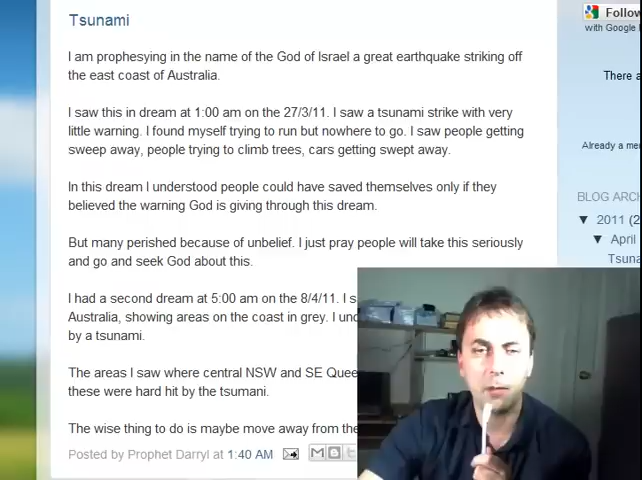 Tsunami
I am prophesying in the name of the God of Israel a great earthquake striking off
the east coast of Australia.
I saw this in dream at 1:00 am on the 27/3/11. I saw a tsunami strike with very
little warning. I found myself trying to run but nowhere to go. I saw people getting
sweep away, people trying to climb trees, cars getting swept away.
In this dream I understood people could have saved themselves only if they
believed the warning God is giving through this dream.
But many perished because of unbelief. I just pray people will take this seriously
and go and seek God about this.
I had a second dream at 5:00 am on the 8/4/11. I s
Australia, showing areas on the coast in grey. I
by a tsunami.
The areas I saw where central NSW and SE Quee
these were hard hit by the tsumani.
The wise thing to do is maybe move away from the
Posted by Prophet Darryl at 1:40 AM
Follow
with Google
There a
Already a me
BLOG ARCH
▼ 2011 (2
▼ April
Tsuna